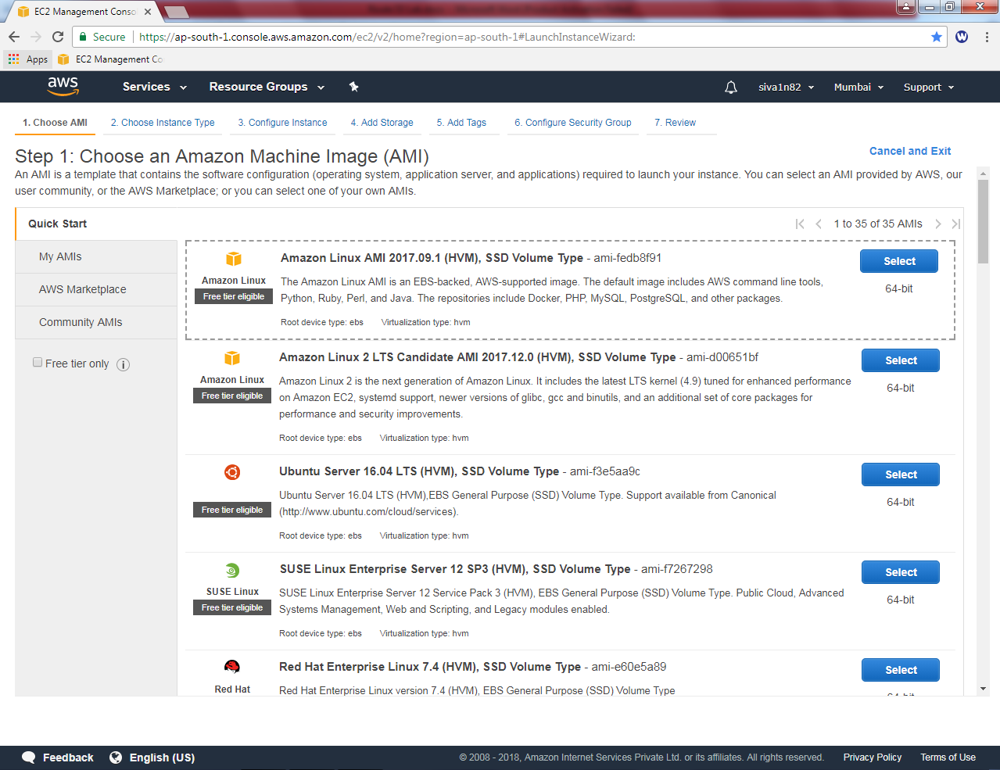 EC2 Management Conso
Secure
https://ap-south-1.console.aws.amazon.com/ec2/v2/home?region=ap-south-1#LaunchInstanceWizard:
Apps
EC2 Management Co
aws
Services
Resource Groups
siva1n82
Mumbai
Support
1. Choose AMI
2. Choose Instance Type
3. Configure Instance
4. Add Storage
5. Add Tags
6. Configure Security Group
7. Review
Step 1: Choose an Amazon Machine Image (AMI)
Cancel and Exit
An AMI is a template that contains the software configuration (operating system, application server, and applications) required to launch your instance. You can select an AMI provided by AWS, our
user community, or the AWS Marketplace; or you can select one of your own AMIs.
Quick Start
1 to 35 of 35 AMIs
My AMIs
AWS Marketplace
Community AMIs
Free tier only
Amazon Linux
Free tier eligible
Amazon Linux AMI 2017.09.1 (HVM), SSD Volume Type - ami-fedb8f91
The Amazon Linux AMI is an EBS-backed, AWS-supported image. The default image includes AWS command line tools,
Python, Ruby, Perl, and Java. The repositories include Docker, PHP, MySQL, PostgreSQL, and other packages.
Root device type: ebs
Virtualization type: hvm
Select
64-bit
Amazon Linux
Free tier eligible
Amazon Linux 2 LTS Candidate AMI 2017.12.0 (HVM), SSD Volume Type - ami-d00651bf
Amazon Linux 2 is the next generation of Amazon Linux. It includes the latest LTS kernel (4.9) tuned for enhanced performance
on Amazon EC2, systemd support, newer versions of glibc, gcc and binutils, and an additional set of core packages for
performance and security improvements.
Root device type: ebs
Virtualization type: hvm
Select
64-bit
Free tier eligible
Ubuntu Server 16.04 LTS (HVM), SSD Volume Type - ami-f3e5aa9c
Ubuntu Server 16.04 LTS (HVM),EBS General Purpose (SSD) Volume Type. Support available from Canonical
(http://www.ubuntu.com/cloud/services).
Root device type: ebs
Virtualization type: hvm
Select
64-bit
SUSE Linux
Free tier eligible
SUSE Linux Enterprise Server 12 SP3 (HVM), SSD Volume Type - ami-f7267298
SUSE Linux Enterprise Server 12 Service Pack 3 (HVM), EBS General Purpose (SSD) Volume Type. Public Cloud, Advanced
Systems Management, Web and Scripting, and Legacy modules enabled.
Root device type: ebs
Virtualization type: hvm
Select
64-bit
Red Hat
Red Hat Enterprise Linux 7.4 (HVM), SSD Volume Type - ami-e60e5a89
Red Hat Enterprise Linux version 7.4 (HVM), EBS General Purpose (SSD) Volume Type
Select
Feedback
English (US)
© 2008 - 2018, Amazon Internet Services Private Ltd. or its affiliates. All rights reserved.
Privacy Policy
Terms of Use